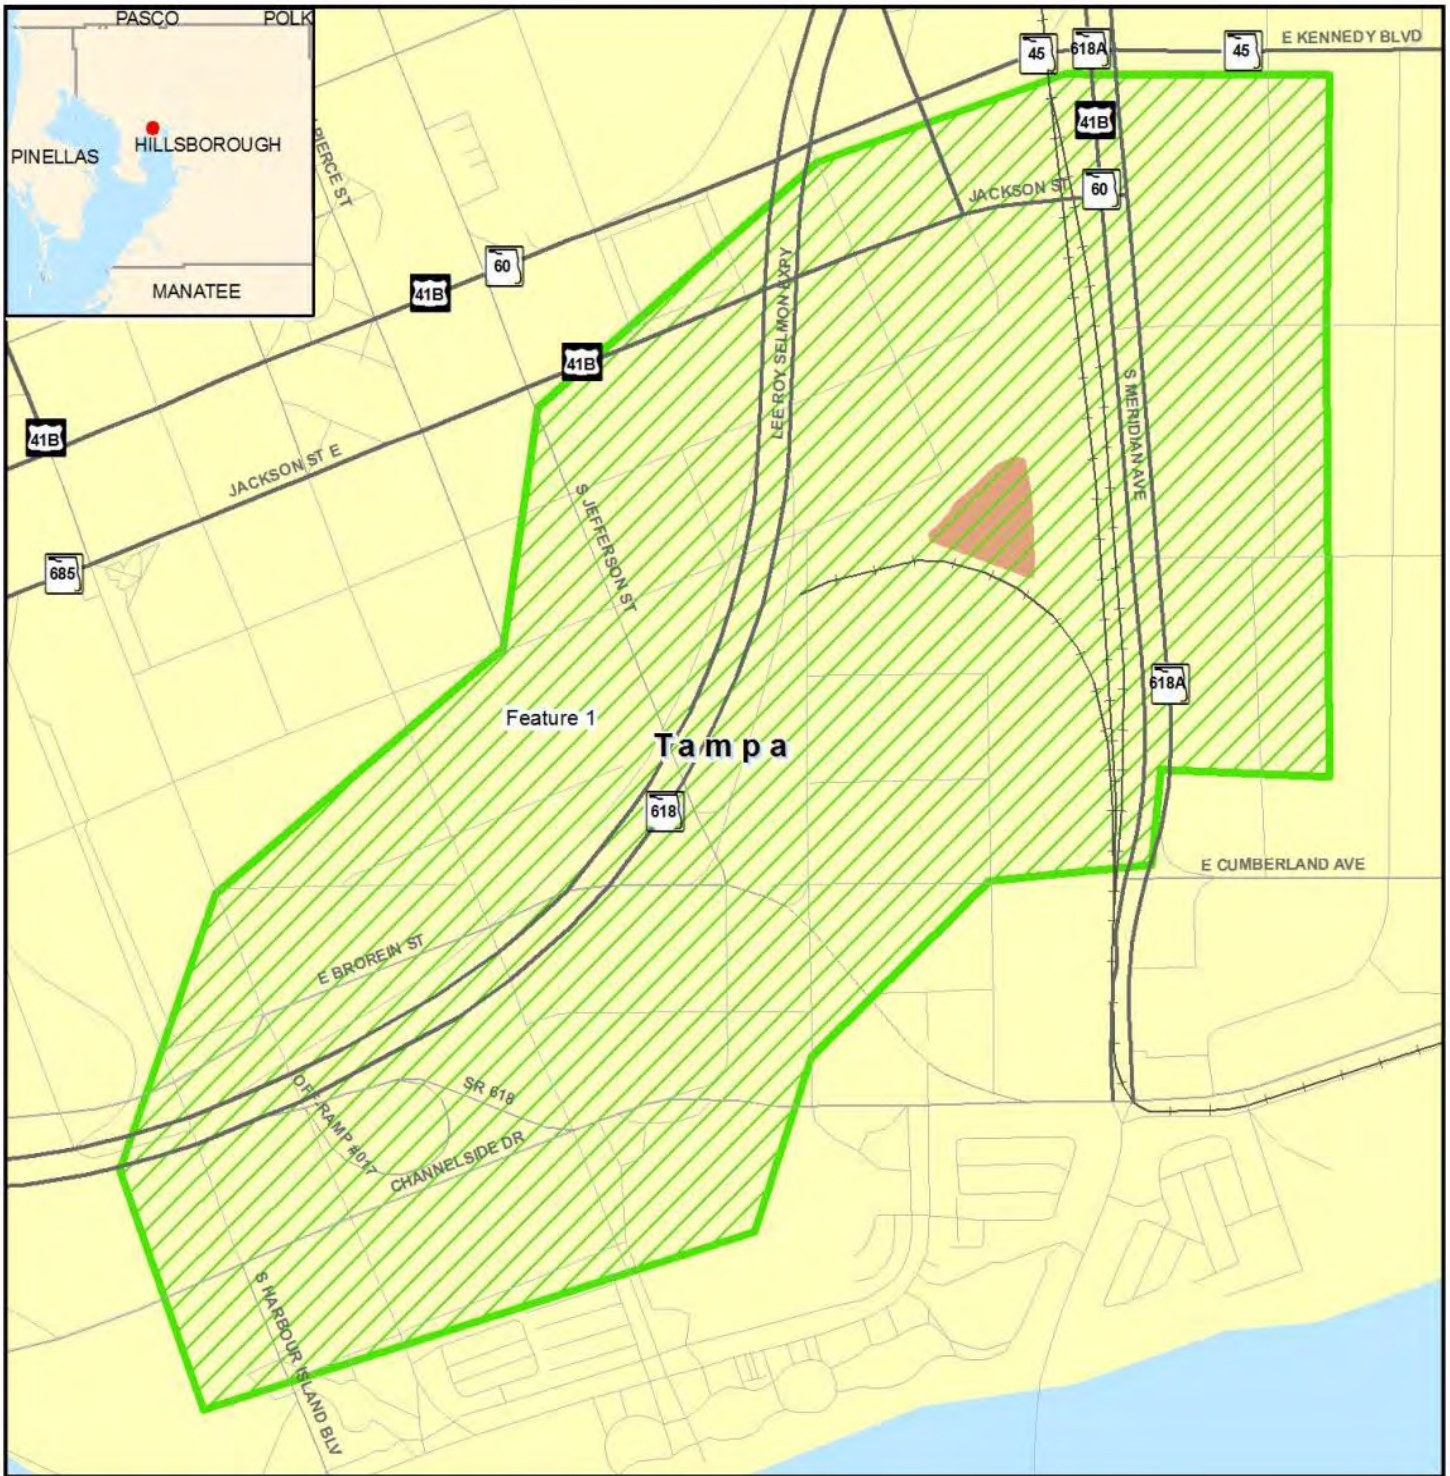 PASCO
POLK
PINELLAS
HILLSBOROUGH
MANATEE
PIERCE ST
45
618A
45
E KENNEDY BLVD
41B
JACKSON ST
60
60
41B
41B
41B
JACKSON ST E
685
LEE ROY SELMON EXPY
S MERIDIAN AVE
S JEFFERSON ST
618A
Feature 1
Tampa
618
E CUMBERLAND AVE
E BROREIN ST
OFF-RAMP #017
SR 618
CHANNELSIDE DR
S HARBOUR ISLAND BLV